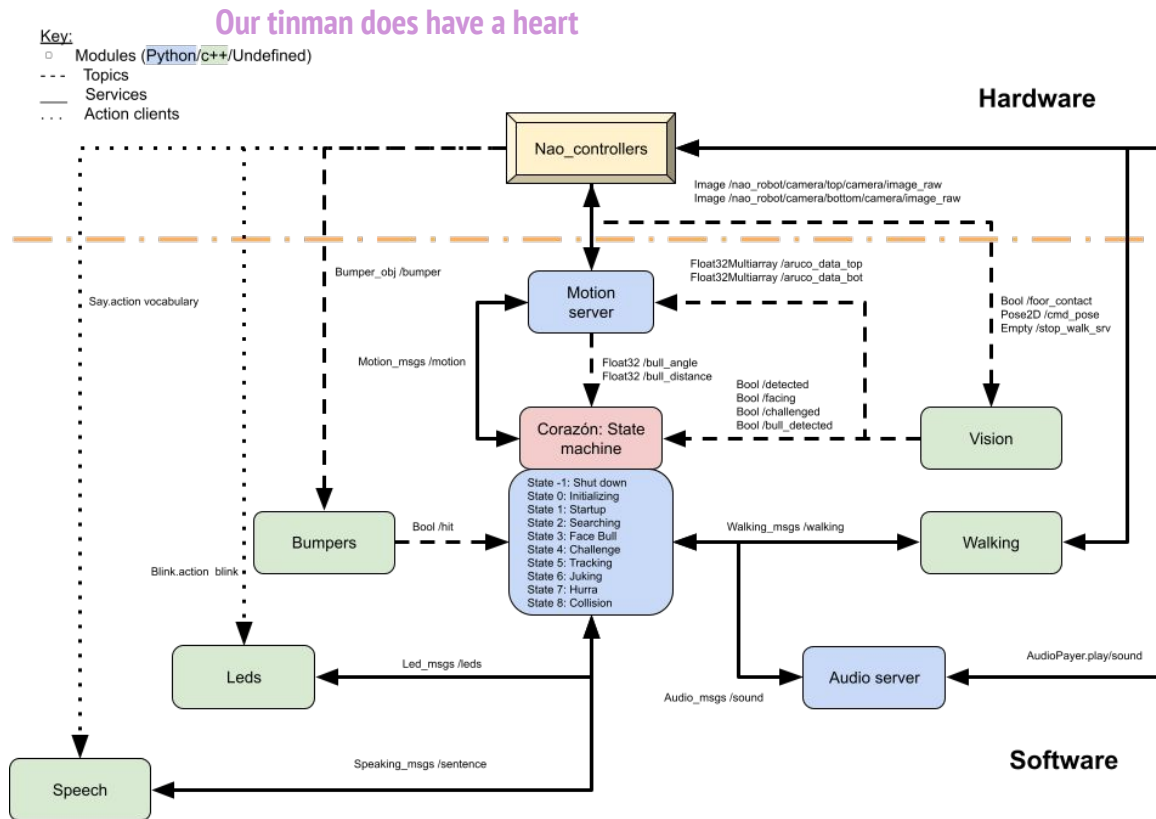 Our tinman does have a heart
Key:
Modules (Python/c++/Undefined)
Topics
Services
Action clients
Hardware
Nao_controllers
Image /nao_robot/camera/top/camera/image_raw
Image /nao_robot/camera/bottom/camera/image_raw
Bumper_obj /bumper
Float32Multiarray /aruco_data_top
Float32Multiarray /aruco_data_bot
Say.action vocabulary
Motion
server
Bool /foor_contact
Pose2D /cmd_pose
Empty /stop_walk_srv
Motion_msgs /motion
Float32 /bull_angle
Float32 /bull_distance
Bool /detected
Bool /facing
Bool /challenged
Bool /bull_detected
Corazón: State
machine
Vision
State -1: Shut down
State 0: Initializing
State 1: Startup
State 2: Searching
State 3: Face Bull
State 4: Challenge
State 5: Tracking
State 6: Juking
State 7: Hurra
State 8: Collision
Bumpers
Bool /hit
Walking_msgs /walking
Walking
Blink.action blink
Leds
Led_msgs /leds
Audio server
AudioPayer.play/sound
Audio_msgs /sound
Speech
Speaking_msgs /sentence
Software